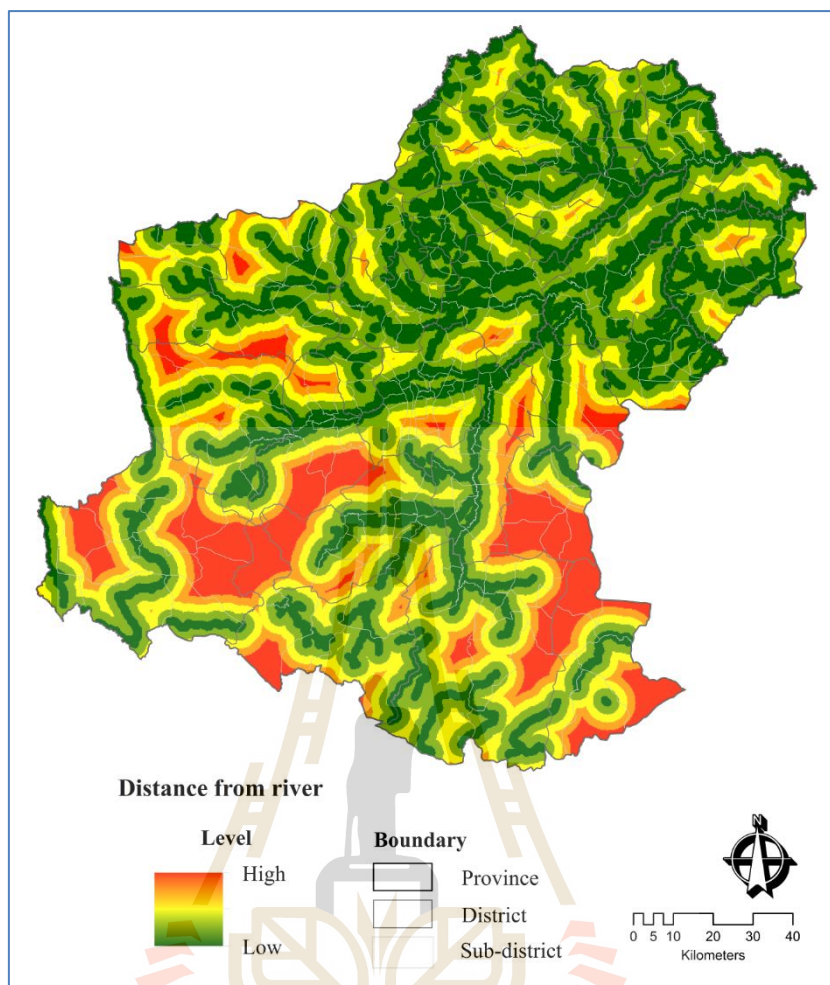 Distance from river
Level
High
Low
Boundary
Province
District
Sub-district
N
0 5 10 20 30 40
Kilometers